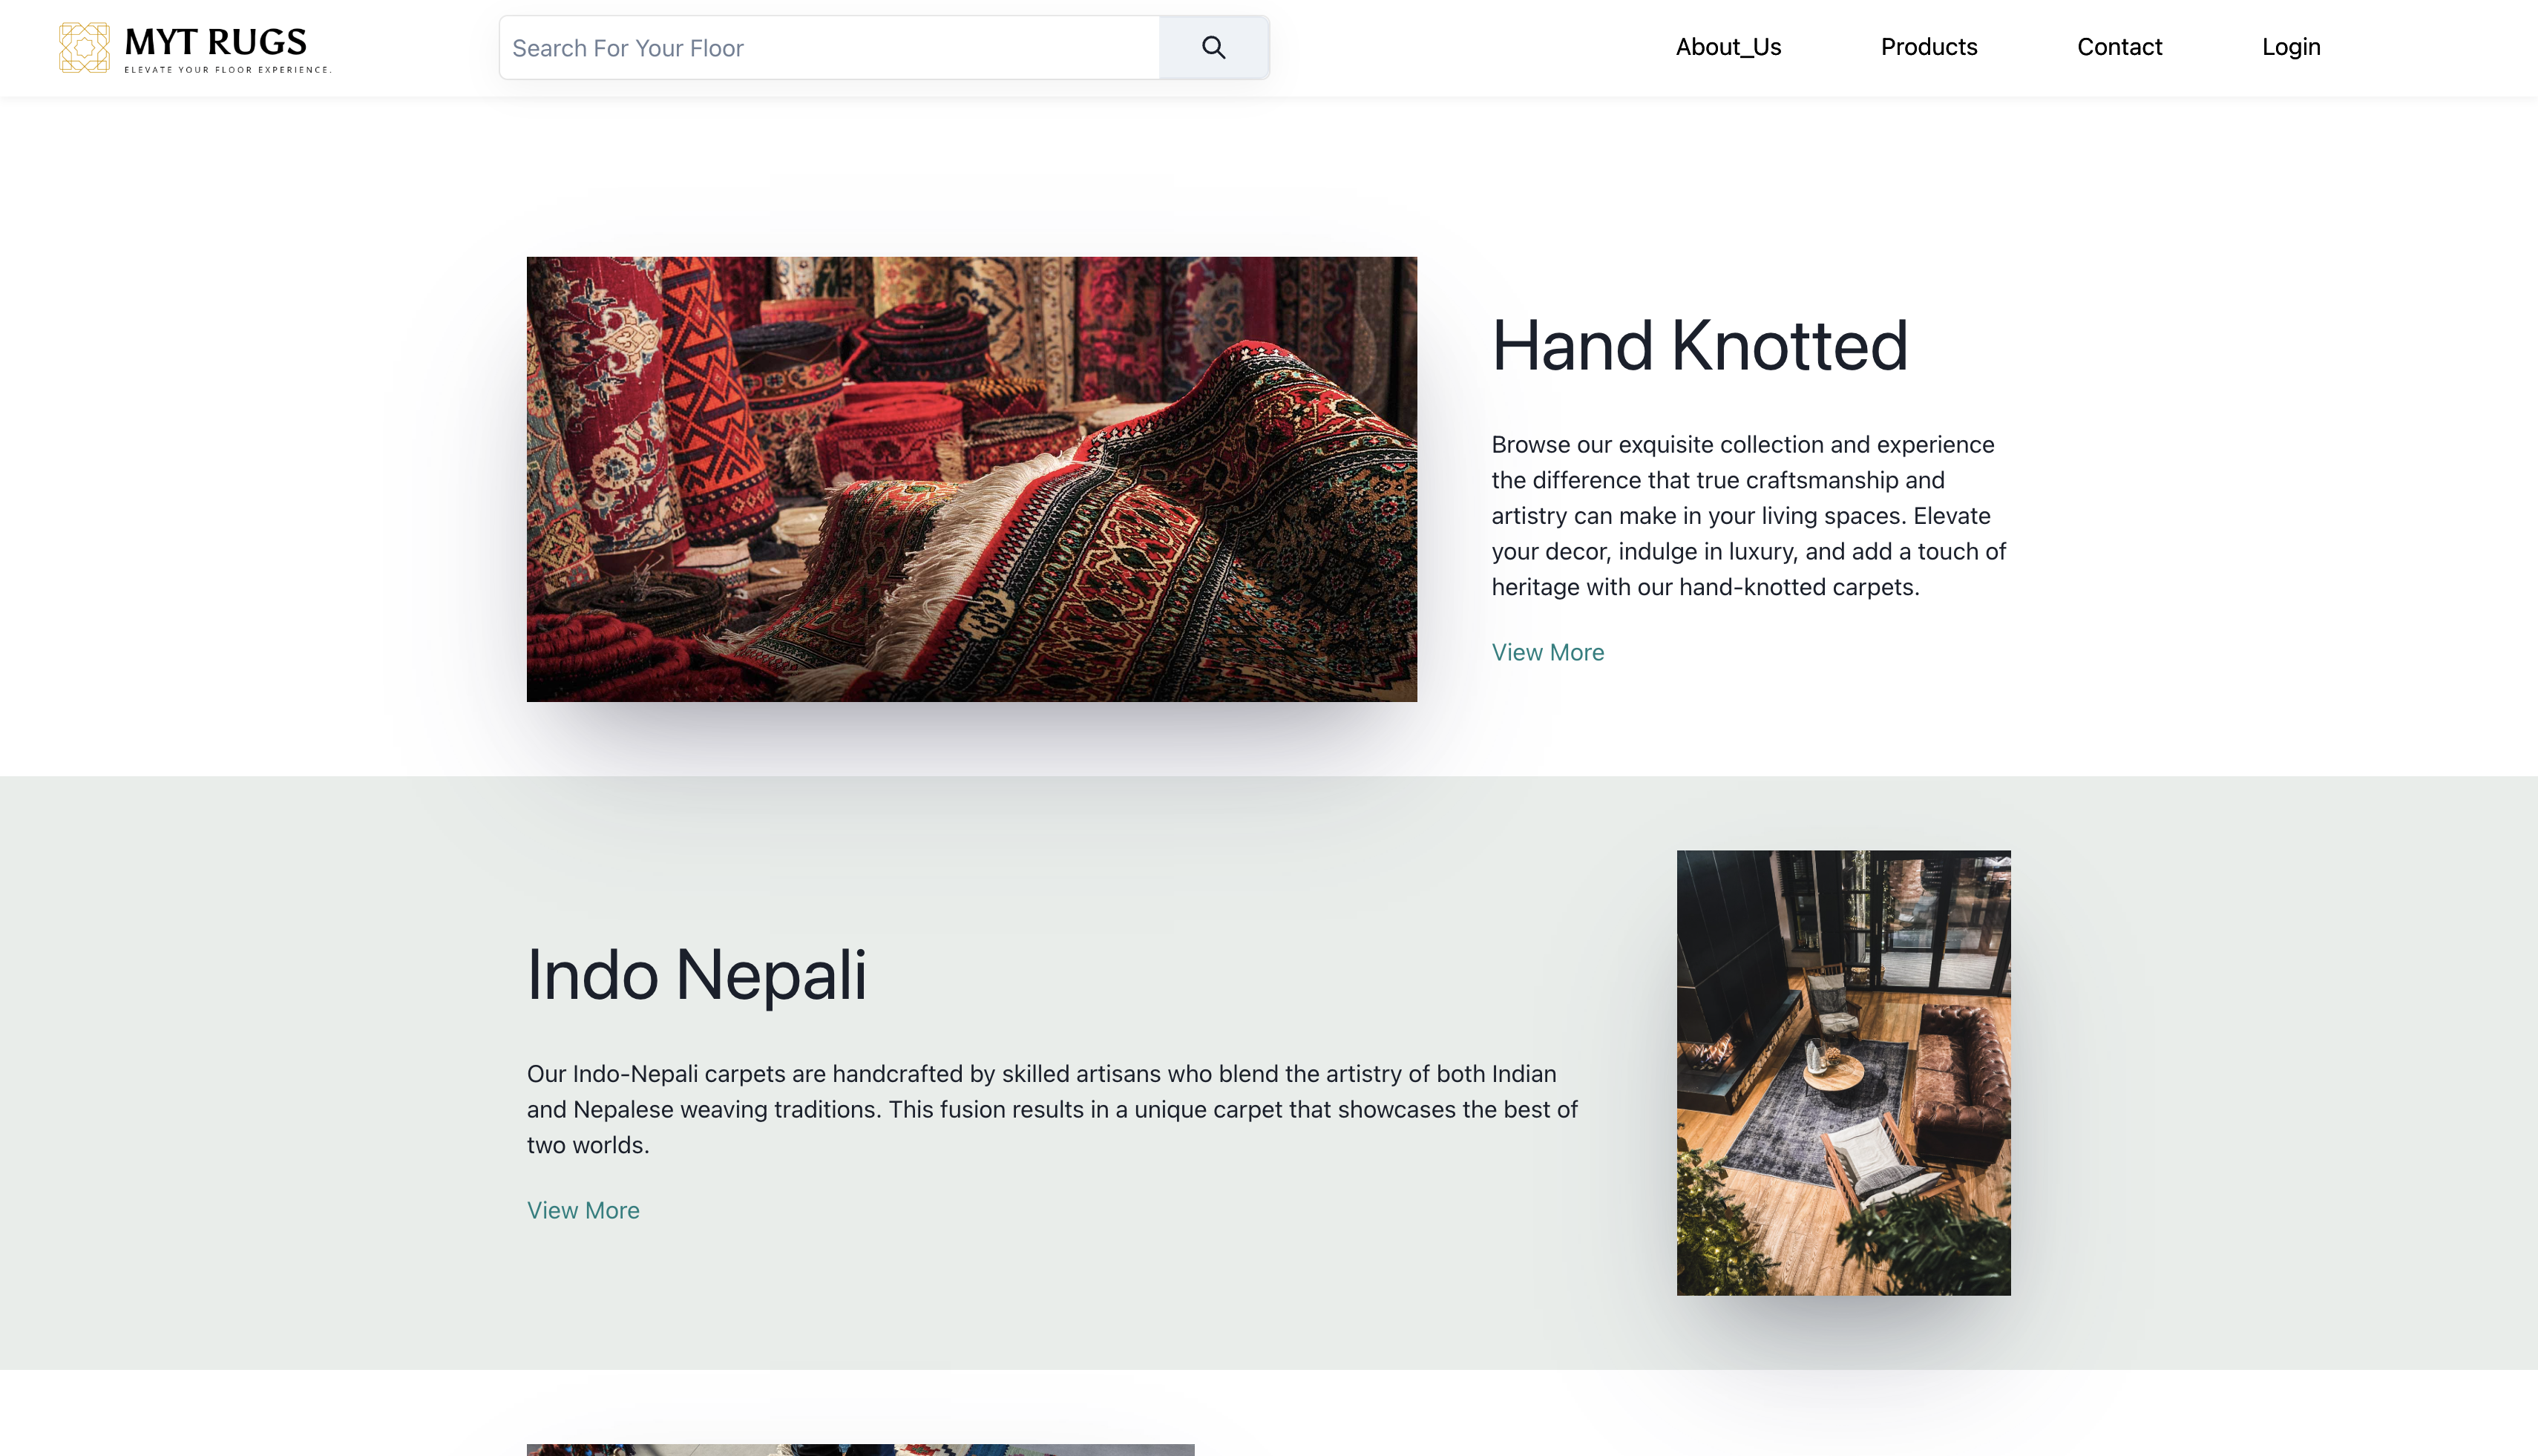 MYT RUGS
ELEVATE YOUR FLOOR EXPERIENCE.
Search For Your Floor
About_Us
Products
Contact
Login
Hand Knotted
Browse our exquisite collection and experience
the difference that true craftsmanship and
artistry can make in your living spaces. Elevate
your decor, indulge in luxury, and add a touch of
heritage with our hand-knotted carpets.
View More
Indo Nepali
Our Indo-Nepali carpets are handcrafted by skilled artisans who blend the artistry of both Indian
and Nepalese weaving traditions. This fusion results in a unique carpet that showcases the best of
two worlds.
View More